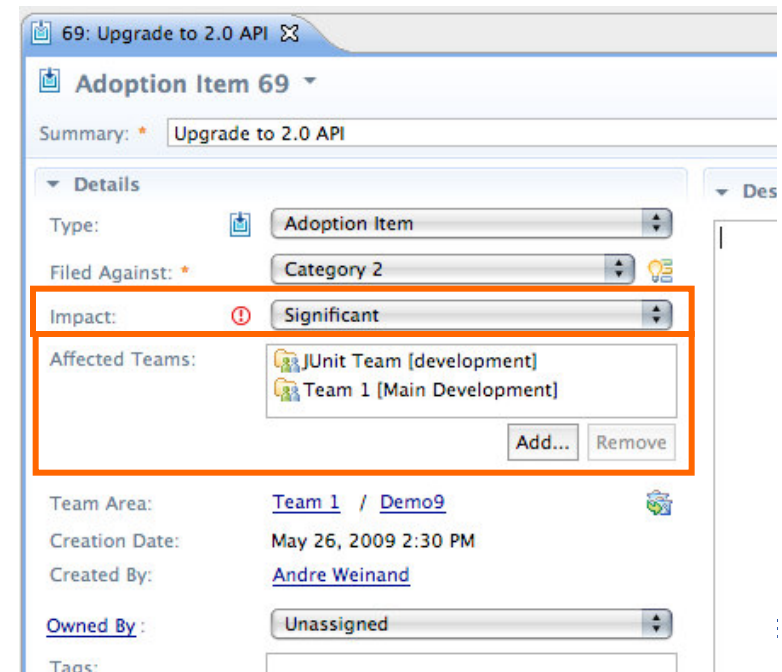 69: Upgrade to 2.0 API
Adoption Item 69
Summary: * Upgrade to 2.0 API
Details
Des
Type: Adoption Item
Filed Against: * Category 2
Impact: Significant
Affected Teams: JUnit Team [development]
Team 1 [Main Development]
Add... Remove
Team Area: Team 1 / Demo9
Creation Date: May 26, 2009 2:30 PM
Created By: Andre Weinand
Owned By : Unassigned
Tags: